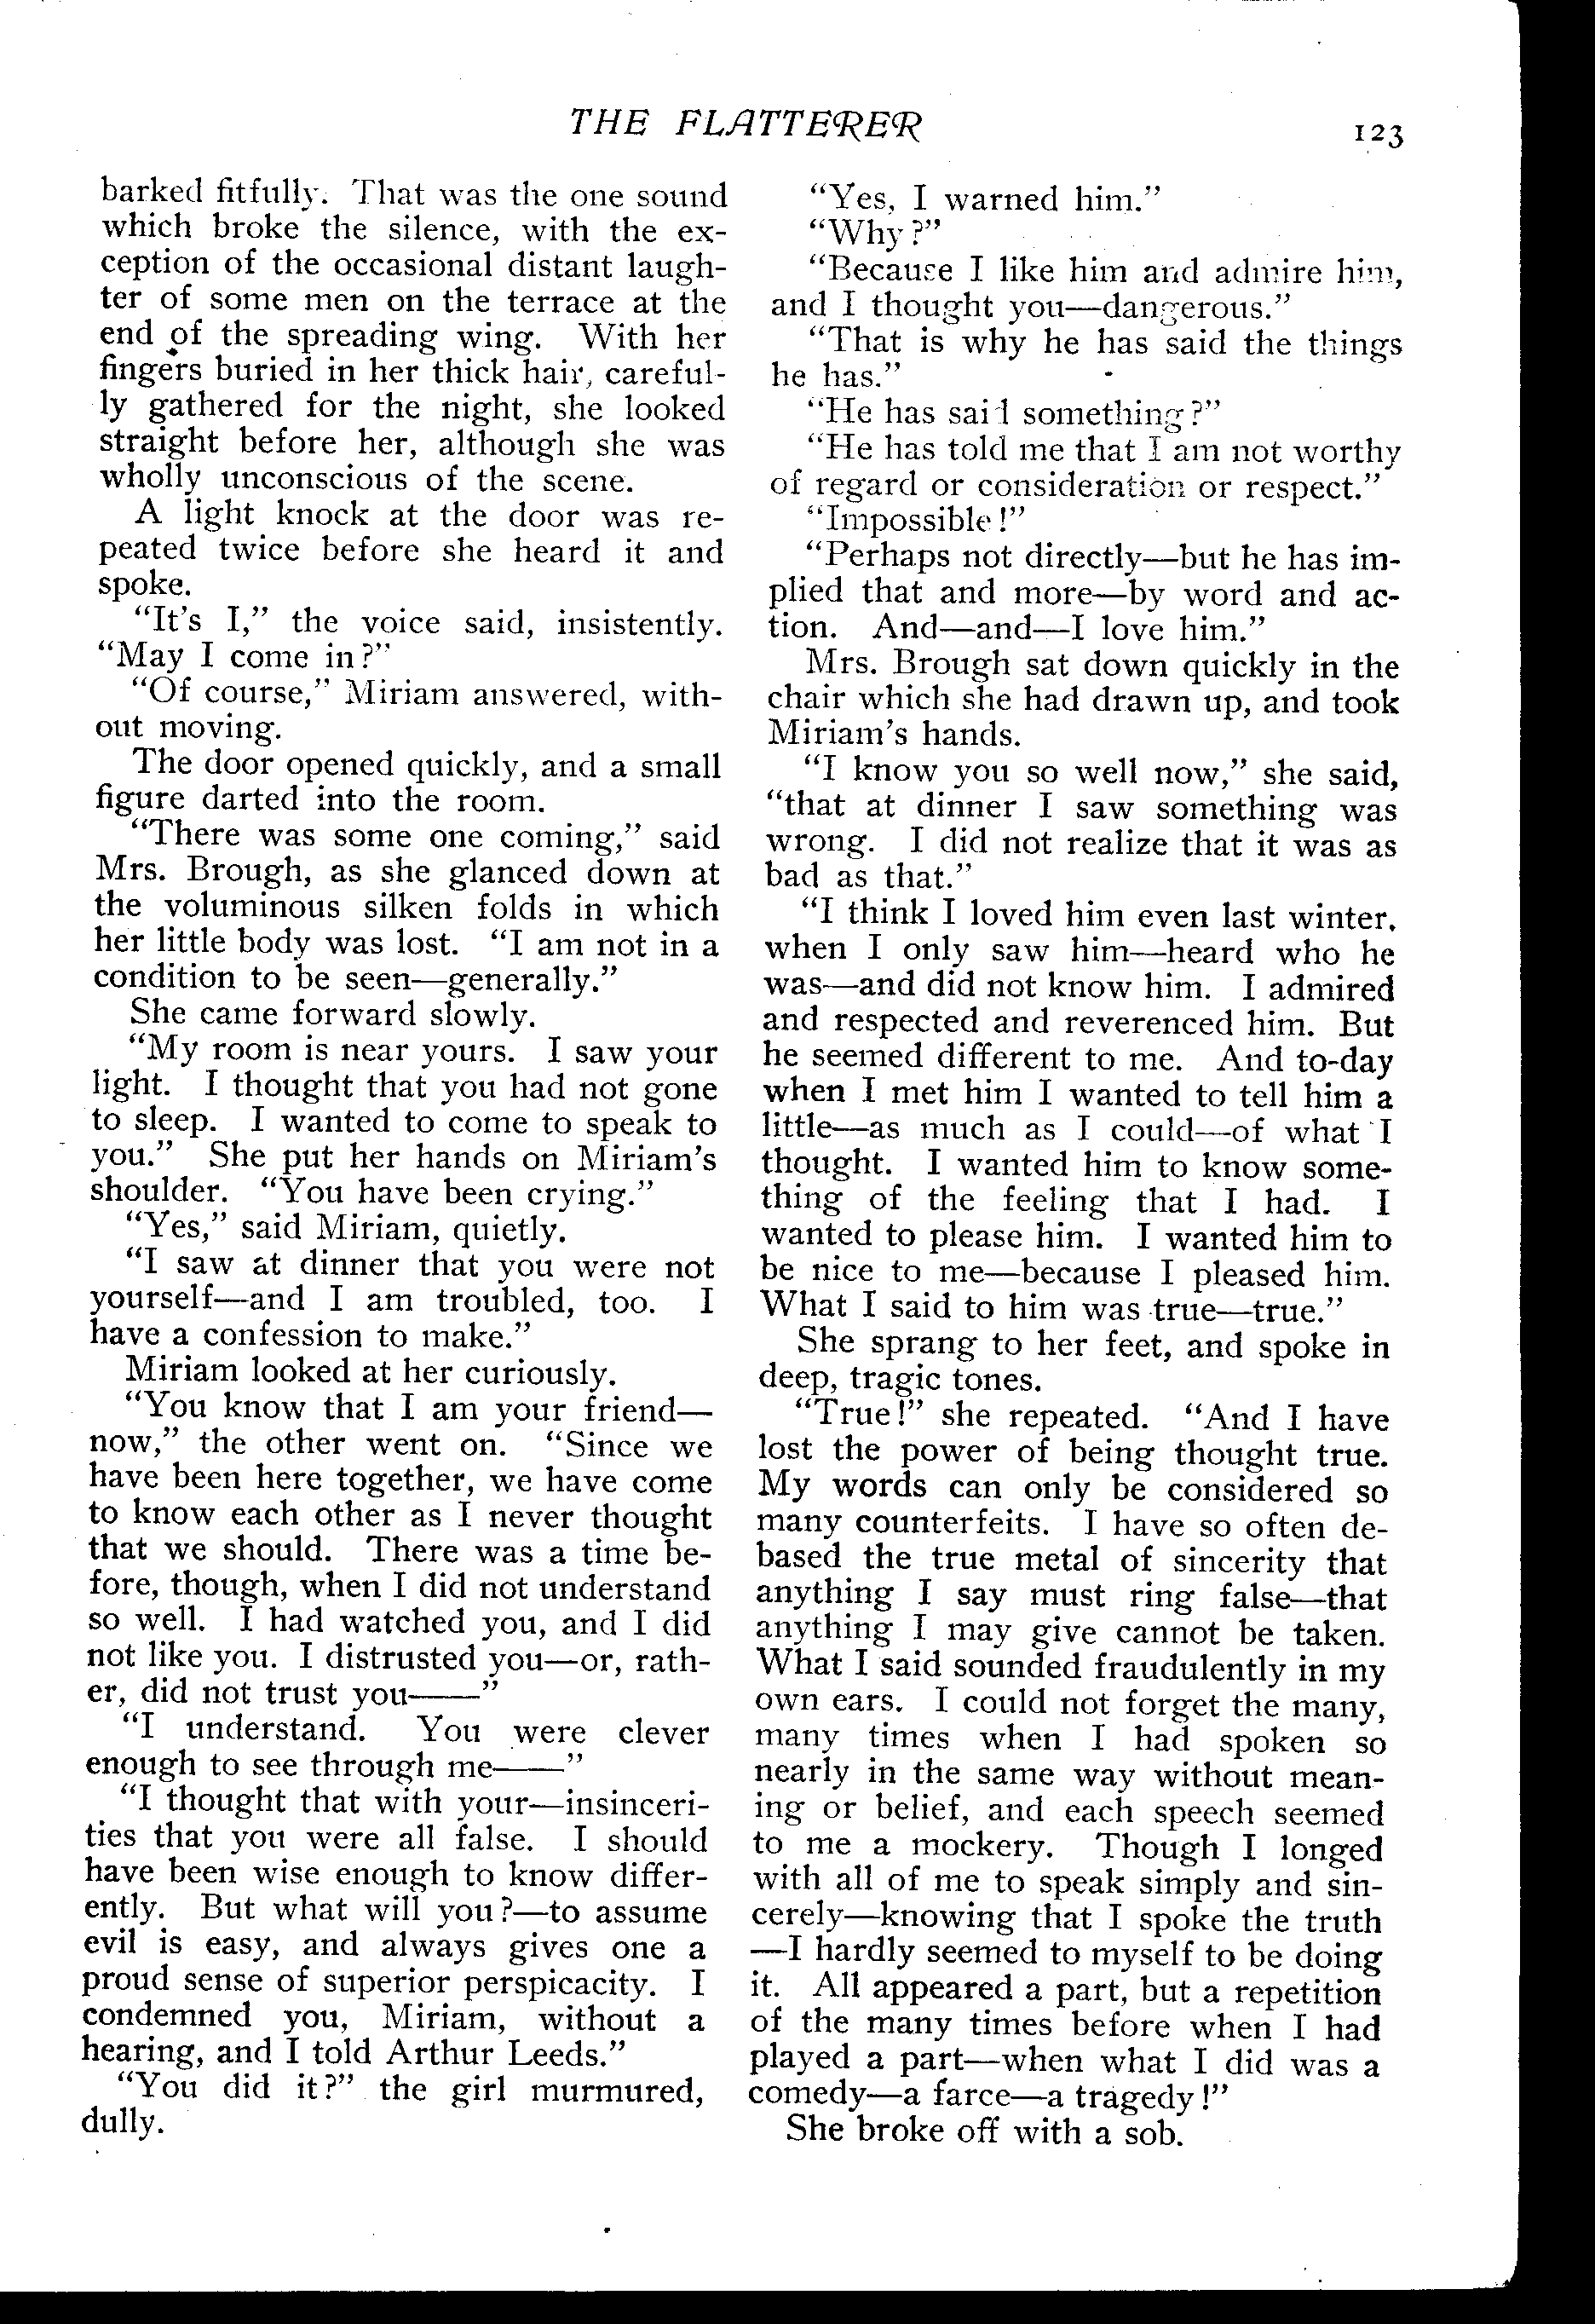 THE FLATTERER
123
barked fitfully. That was the one sound
which broke the silence, with the ex-
ception of the occasional distant laugh-
ter of some men on the terrace at the
end of the spreading wing. With her
fingers buried in her thick hair, careful-
ly gathered for the night, she looked
straight before her, although she was
wholly unconscious of the scene.
A light knock at the door was re-
peated twice before she heard it and
spoke.
“It's I,” the voice said, insistently.
“May I come in?”
“Of course,” Miriam answered, with-
out moving.
The door opened quickly, and a small
figure darted into the room.
“There was some one coming,” said
Mrs. Brough, as she glanced down at
the voluminous silken folds in which
her little body was lost. “I am not in a
condition to be seen—generally.”
She came forward slowly.
“My room is near yours. I saw your
light. I thought that you had not gone
to sleep. I wanted to come to speak to
you.” She put her hands on Miriam's
shoulder. “You have been crying.”
“Yes,” said Miriam, quietly.
“I saw at dinner that you were not
yourself—and I am troubled, too. I
have a confession to make.”
Miriam looked at her curiously.
“You know that I am your friend—
now,” the other went on. “Since we
have been here together, we have come
to know each other as I never thought
that we should. There was a time be-
fore, though, when I did not understand
so well. I had watched you, and I did
not like you. I distrusted you—or, rath-
er, did not trust you——”
“I understand. You were clever
enough to see through me——”
“I thought that with your—insinceri-
ties that you were all false. I should
have been wise enough to know differ-
ently. But what will you?—to assume
evil is easy, and always gives one a
proud sense of superior perspicacity. I
condemned you, Miriam, without a
hearing, and I told Arthur Leeds.”
“You did it?” the girl murmured,
dully.
“Yes, I warned him.”
“Why?”
“Because I like him and admire him,
and I thought you—dangerous.”
“That is why he has said the things
he has.”
“He has said something?”
“He has told me that I am not worthy
of regard or consideration or respect.”
“Impossible!”
“Perhaps not directly—but he has im-
plied that and more—by word and ac-
tion. And—and—I love him.”
Mrs. Brough sat down quickly in the
chair which she had drawn up, and took
Miriam's hands.
“I know you so well now,” she said,
“that at dinner I saw something was
wrong. I did not realize that it was as
bad as that.”
“I think I loved him even last winter,
when I only saw him—heard who he
was—and did not know him. I admired
and respected and reverenced him. But
he seemed different to me. And to-day
when I met him I wanted to tell him a
little—as much as I could—of what I
thought. I wanted him to know some-
thing of the feeling that I had. I
wanted to please him. I wanted him to
be nice to me—because I pleased him.
What I said to him was true—true.”
She sprang to her feet, and spoke in
deep, tragic tones.
“True!” she repeated. “And I have
lost the power of being thought true.
My words can only be considered so
many counterfeits. I have so often de-
based the true metal of sincerity that
anything I say must ring false—that
anything I may give cannot be taken.
What I said sounded fraudulently in my
own ears. I could not forget the many,
many times when I had spoken so
nearly in the same way without mean-
ing or belief, and each speech seemed
to me a mockery. Though I longed
with all of me to speak simply and sin-
cerely—knowing that I spoke the truth
—I hardly seemed to myself to be doing
it. All appeared a part, but a repetition
of the many times before when I had
played a part—when what I did was a
comedy—a farce—a tragedy!”
She broke off with a sob.